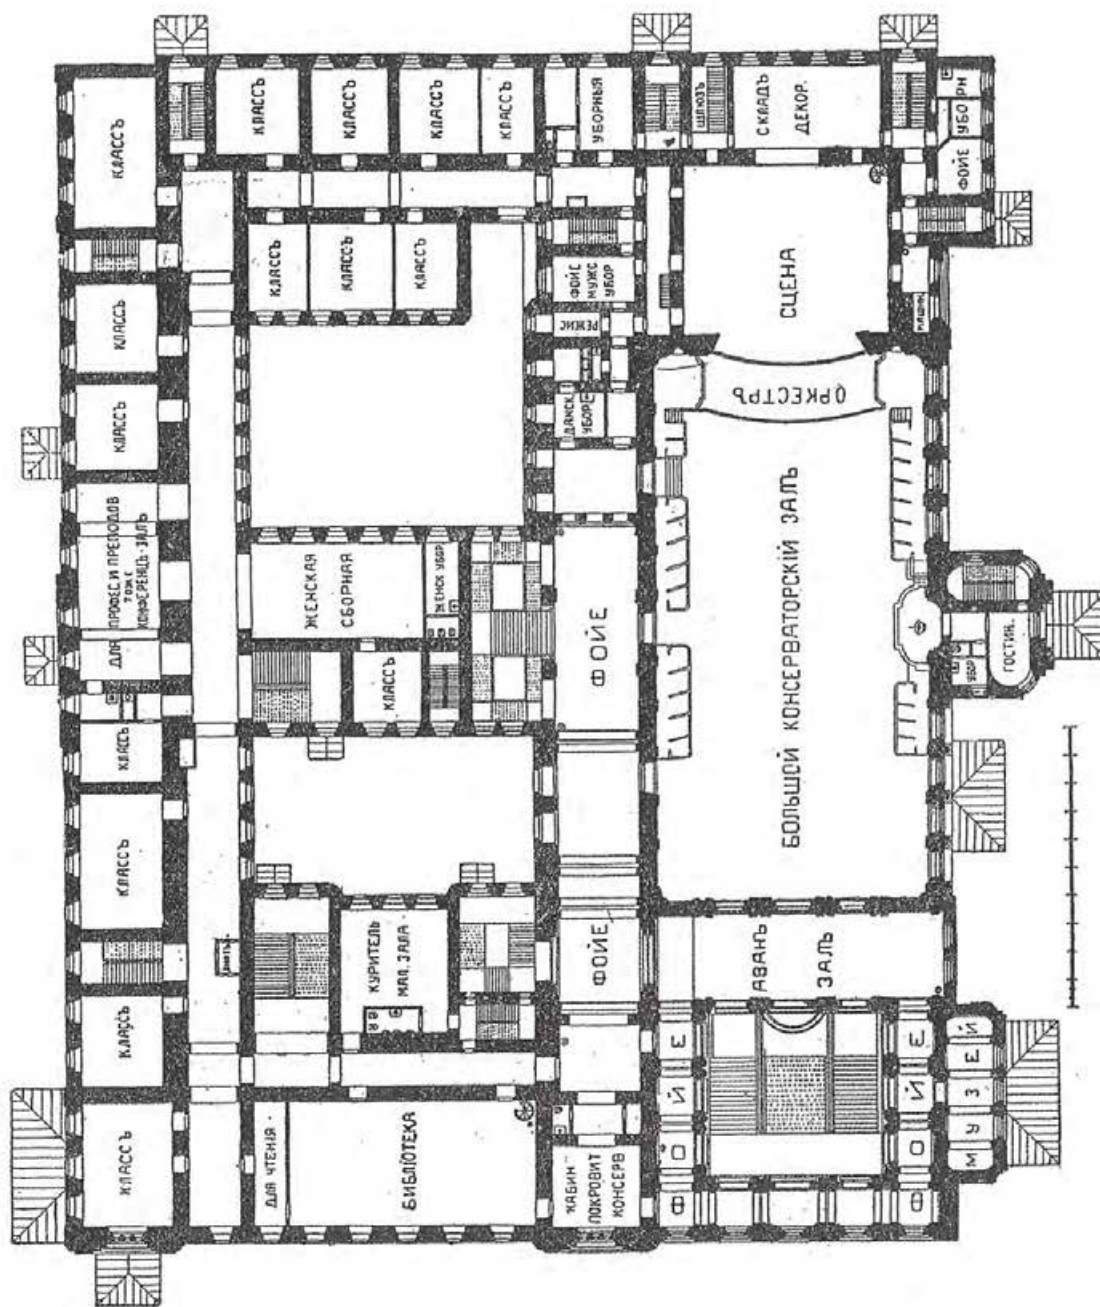 КЛАССЪ
КЛАССЪ
КЛАССЪ
КЛАССЪ
КЛАССЪ
УБОРНЫЯ
ШЛЮЗЪ
СКЛАДЪ
ДЕКОР.
УБОРН
ФОЙЕ
КЛАССЪ
КЛАССЪ
КЛАССЪ
ФОЙЕ
МУЖС
УБОР
РЕЖИС
ДАМСК
УБОР
СЦЕНА
ОРКЕСТРЪ
КЛАССЪ
КЛАССЪ
ДЛЯ ПРОФЕС. И ПРЕПОДОВ
ТОЖЕ
КОНФЕРЕНЦЪ-ЗАЛЪ
ЖЕНСКАЯ
СБОРНАЯ
ЖЕНСК УБОР
ФОЙЕ
БОЛЬШОЙ КОНСЕРВАТОРСКІЙ ЗАЛЪ
УБОР
ГОСТИН.
КЛАССЪ
КЛАССЪ
КЛАССЪ
КУРИТЕЛЬ
МАЛ. ЗАЛА
ФОЙЕ
АВАНЪ
ЗАЛЪ
КЛАССЪ
КЛАССЪ
ДЛЯ ЧТЕНІЯ
БИБЛІОТЕКА
КАБИН
ПОКРОВИТ
КОНСЕРВ
ФОЙЕ
ФОЙЕ
МУЗЕЙ